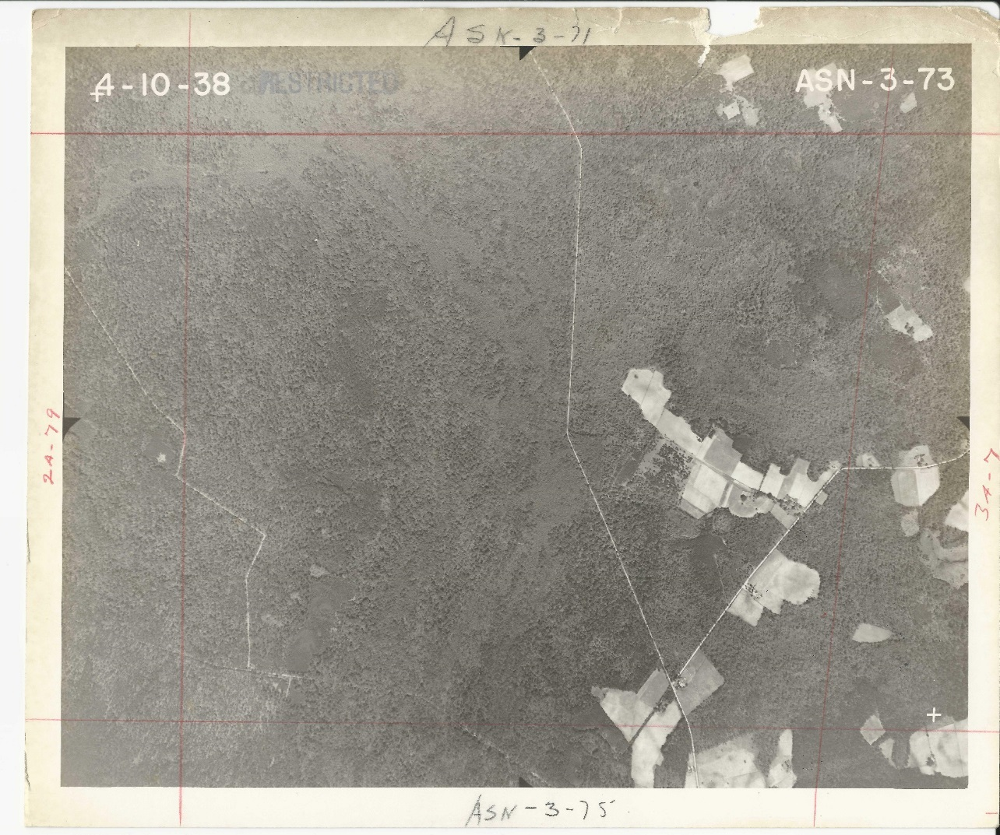 ASK-3-71
4-10-38 RESTRICTED ASN-3-73
2A-79
3A-7
ASN-3-75